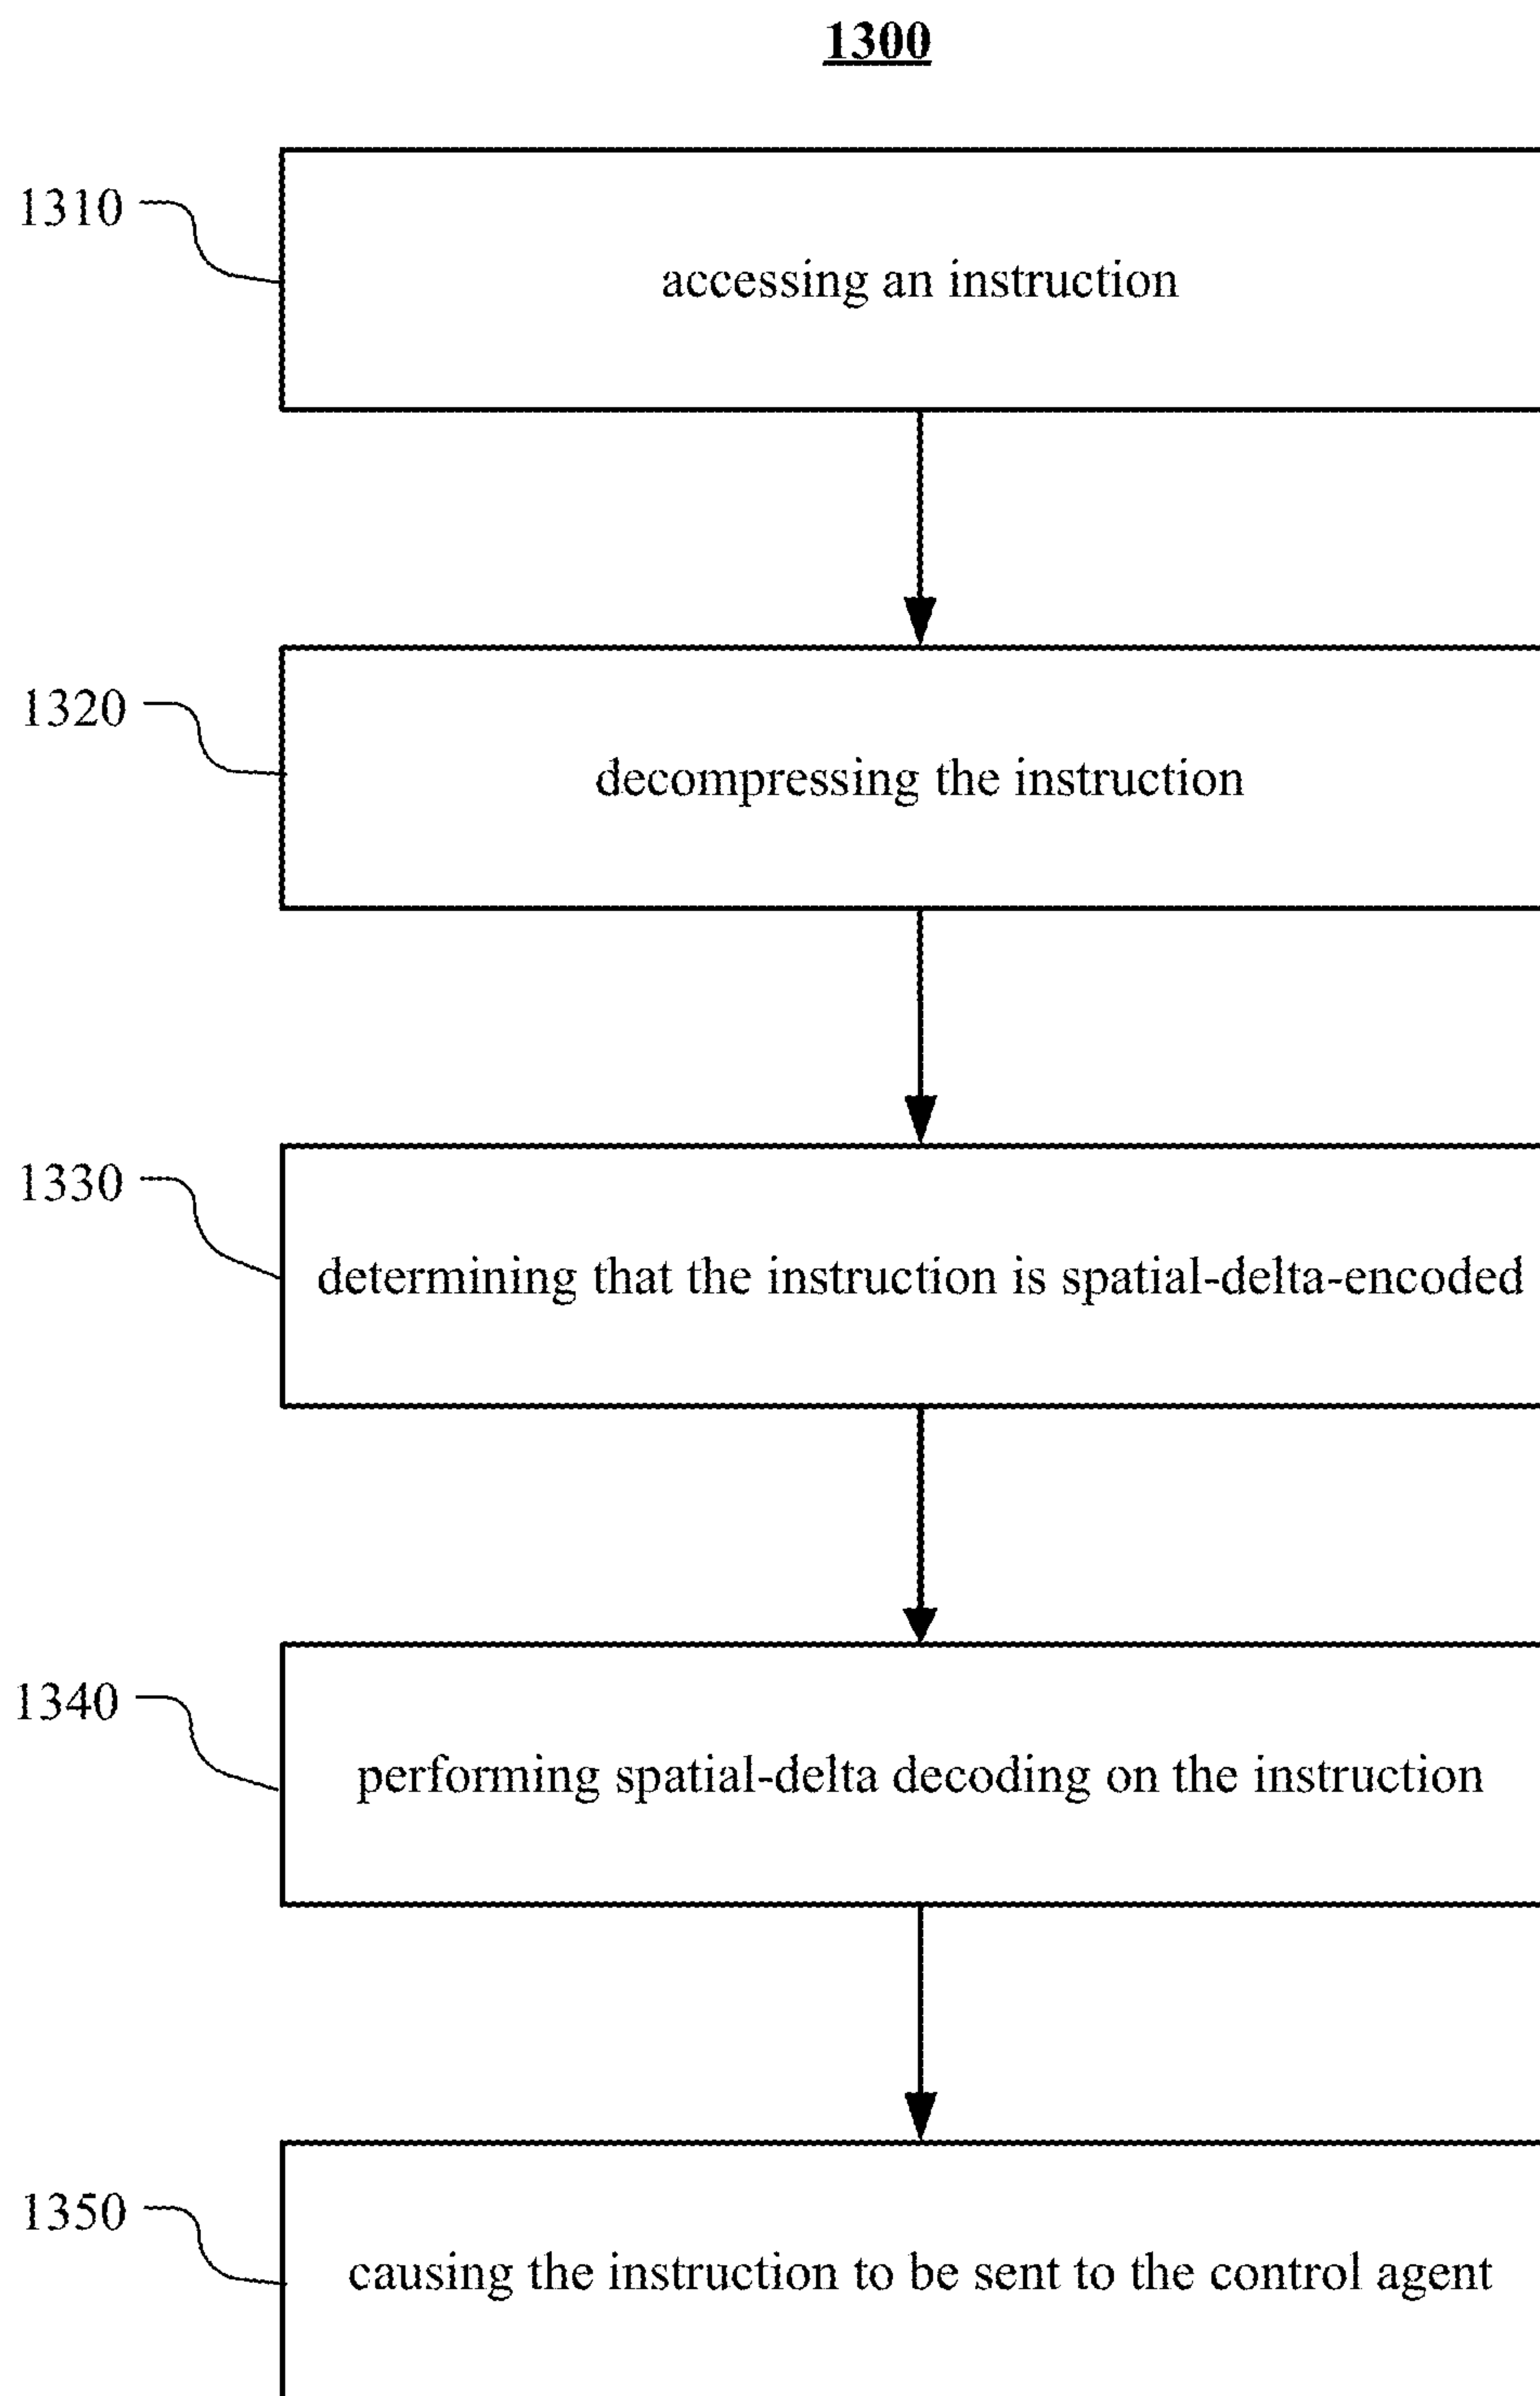 1300
1310
accessing an instruction
1320
decompressing the instruction
1330
determining that the instruction is spatial-delta-encoded
1340
performing spatial-delta decoding on the instruction
1350
causing the instruction to be sent to the control agent